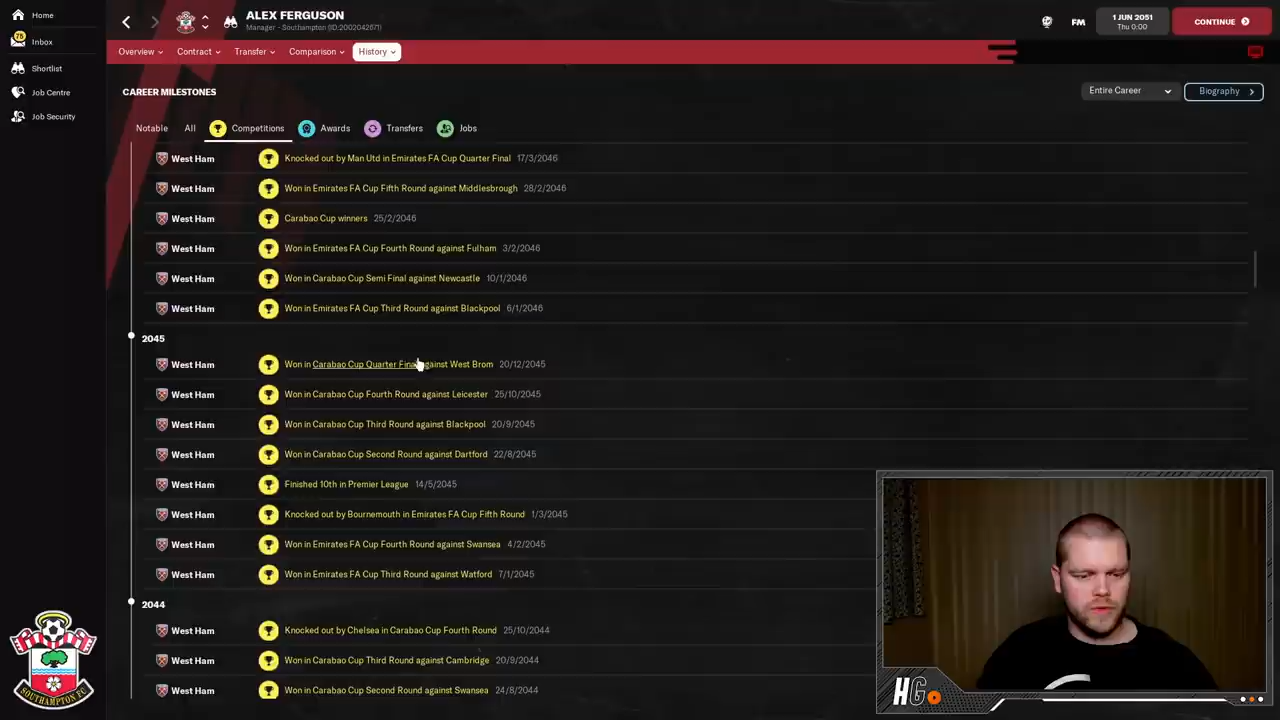 Home
75
Inbox
Shortlist
Job Centre
Job Security
ALEX FERGUSON
Manager - Southampton (ID:2002042671)
FM
1 JUN 2051
Thu 0:00
CONTINUE
Overview
Contract
Transfer
Comparison
History
CAREER MILESTONES
Entire Career
Biography
Notable
All
Competitions
Awards
Transfers
Jobs
West Ham Knocked out by Man Utd in Emirates FA Cup Quarter Final 17/3/2046
West Ham Won in Emirates FA Cup Fifth Round against Middlesbrough 28/2/2046
West Ham Carabao Cup winners 25/2/2046
West Ham Won in Emirates FA Cup Fourth Round against Fulham 3/2/2046
West Ham Won in Carabao Cup Semi Final against Newcastle 10/1/2046
West Ham Won in Emirates FA Cup Third Round against Blackpool 6/1/2046
2045
West Ham Won in Carabao Cup Quarter Final against West Brom 20/12/2045
West Ham Won in Carabao Cup Fourth Round against Leicester 25/10/2045
West Ham Won in Carabao Cup Third Round against Blackpool 20/9/2045
West Ham Won in Carabao Cup Second Round against Dartford 22/8/2045
West Ham Finished 10th in Premier League 14/5/2045
West Ham Knocked out by Bournemouth in Emirates FA Cup Fifth Round 1/3/2045
West Ham Won in Emirates FA Cup Fourth Round against Swansea 4/2/2045
West Ham Won in Emirates FA Cup Third Round against Watford 7/1/2045
2044
West Ham Knocked out by Chelsea in Carabao Cup Fourth Round 25/10/2044
West Ham Won in Carabao Cup Third Round against Cambridge 20/9/2044
West Ham Won in Carabao Cup Second Round against Swansea 24/8/2044
SOUTHAMPTON FC
HG